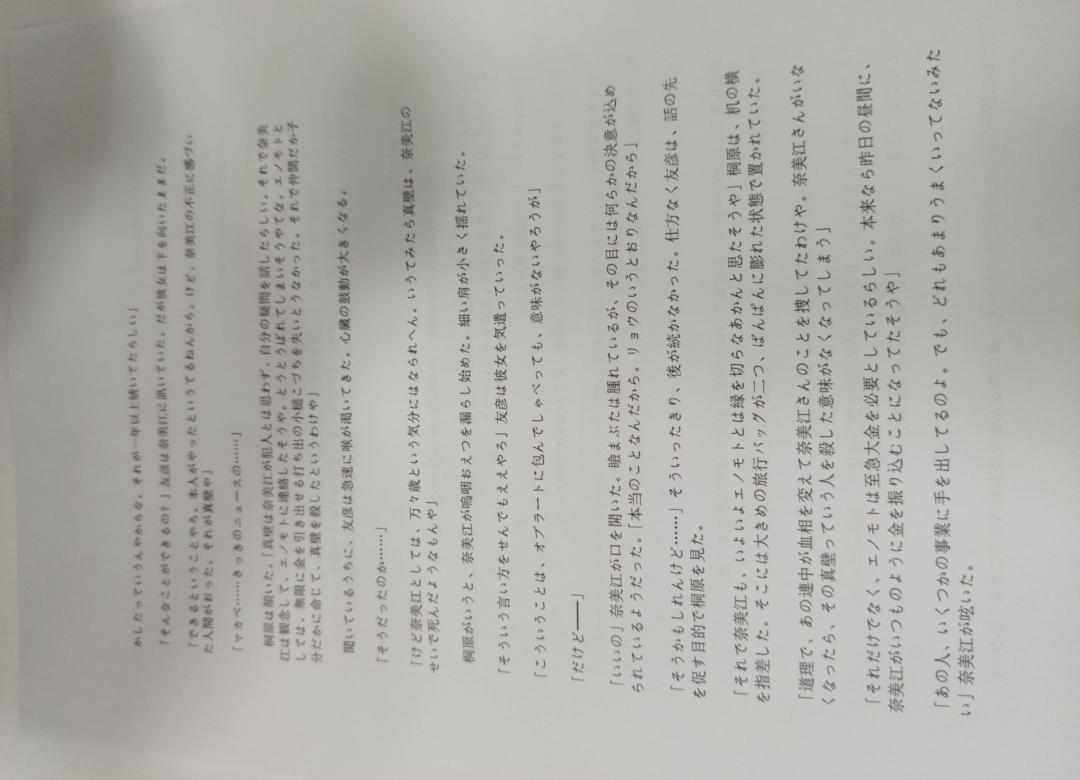 かしたっていうんやからな。それが一年以上続いてたらしい」
「そんなことができるの？」友彦は奈美江に訊いていた。だが彼女は下を向いたままだ。
「できるということやろ。本人がやったというてるねんから。けど、奈美江の不正に感づい
た人間がおった。それが真壁や」
「マカベ……さっきのニュースの……」
桐原は頷いた。「真壁は奈美江が犯人とは思わず、自分の疑問を話したらしい。それで奈美
江は観念して、エノモトに連絡したそうや。とうとうばれてしまいそうやてな。エノモトと
しては、無限に金を引き出せる打ち出の小槌こづちを失いとうなかった。それで仲間だか子
分だかに命じて、真壁を殺したというわけや」
聞いているうちに、友彦は急速に喉が渇いてきた。心臓の鼓動が大きくなる。
「そうだったのか……」
「けど奈美江としては、万々歳という気分にはなられへん。いうてみたら真壁は、奈美江の
せいで死んだようなもんや」
桐原がいうと、奈美江が嗚咽おえつを漏らし始めた。細い肩が小さく揺れていた。
「そういう言い方をせんでもええやろ」友彦は彼女を気遣っていった。
「こういうことは、オブラートに包んでしゃべっても、意味がないやろうが」
「だけど――」
「いいの」奈美江が口を開いた。瞼まぶたは腫れているが、その目には何らかの決意が込め
られているようだった。「本当のことなんだから。リョウのいうとおりなんだから」
「そうかもしれんけど……」そういったきり、後が続かなかった。仕方なく友彦は、話の先
を促す目的で桐原を見た。
「それで奈美江も、いよいよエノモトとは縁を切らなあかんと思たそうや」桐原は、机の横
を指差した。そこには大きめの旅行バッグが二つ、ぱんぱんに膨れた状態で置かれていた。
「道理で、あの連中が血相を変えて奈美江さんのことを捜してたわけや。奈美江さんがいな
くなったら、その真壁っていう人を殺した意味がなくなってしまう」
「それだけでなく、エノモトは至急大金を必要としているらしい。本来なら昨日の昼間に、
奈美江がいつものように金を振り込むことになってたそうや」
「あの人、いくつかの事業に手を出してるのよ。でも、どれもあまりうまくいってないみた
い」奈美江が呟いた。